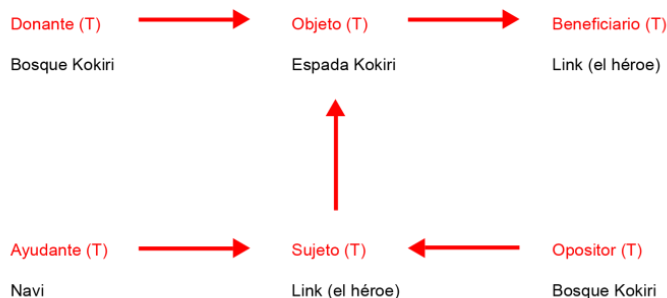 Donante (T)
Objeto (T)
Beneficiario (T)
Bosque Kokiri
Espada Kokiri
Link (el héroe)
Ayudante (T)
Sujeto (T)
Opositor (T)
Navi
Link (el héroe)
Bosque Kokiri